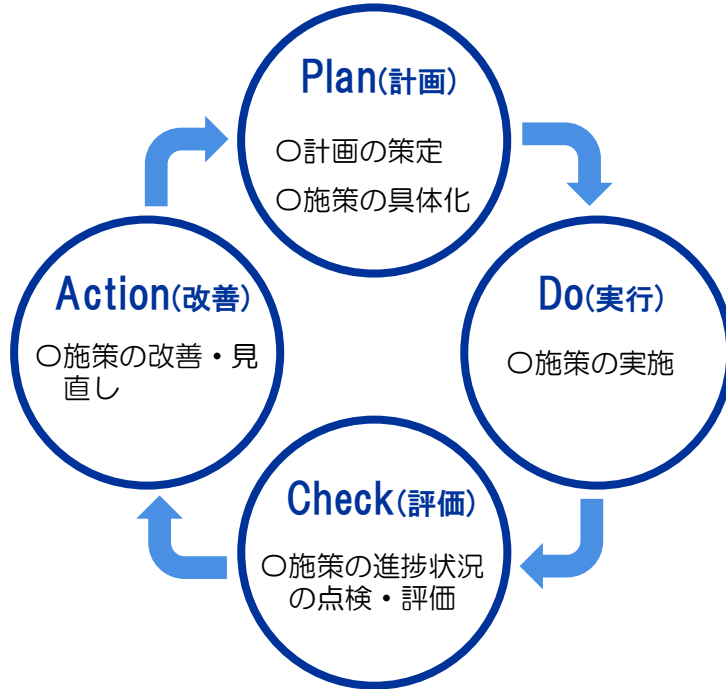 Plan(計画)
〇計画の策定
〇施策の具体化
Do(実行)
〇施策の実施
Check(評価)
〇施策の進捗状況
の点検・評価
Action(改善)
〇施策の改善・見
直し